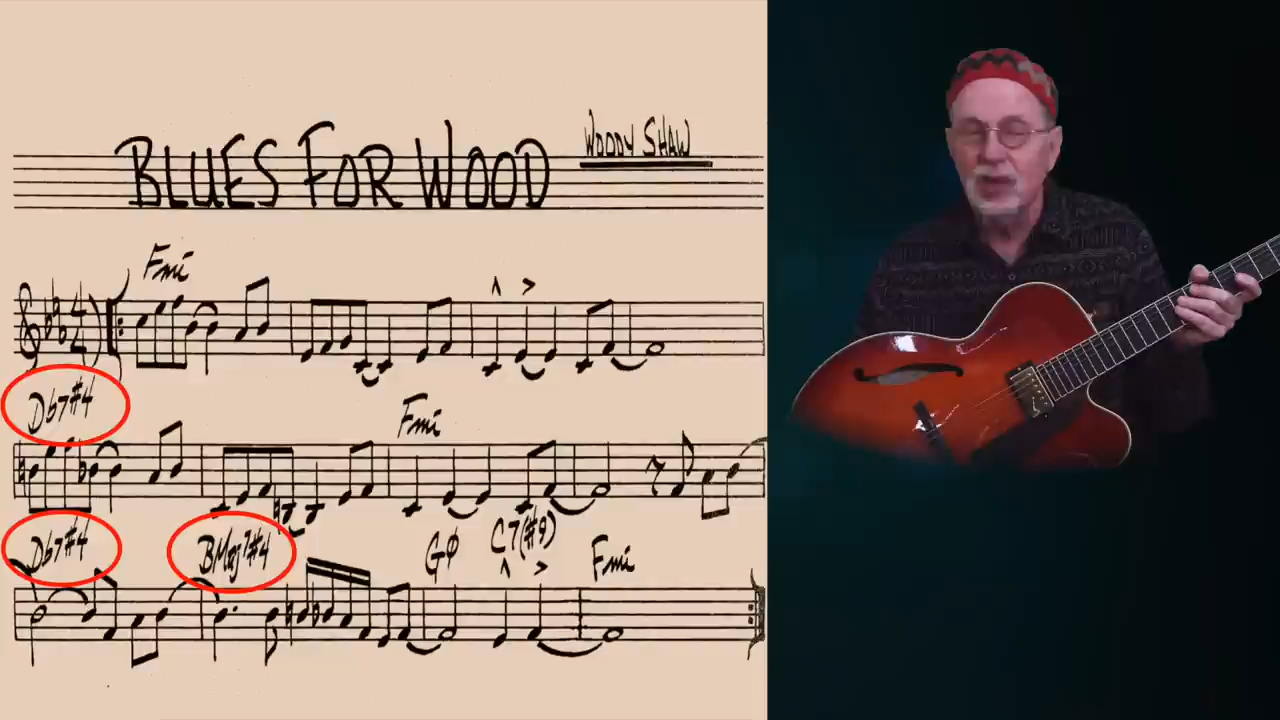 BLUES FOR WOOD
WOODY SHAW
Fmi
Db7#4
Fmi
Db7#4 BMaj7#4 GØ C7(#9) Fmi